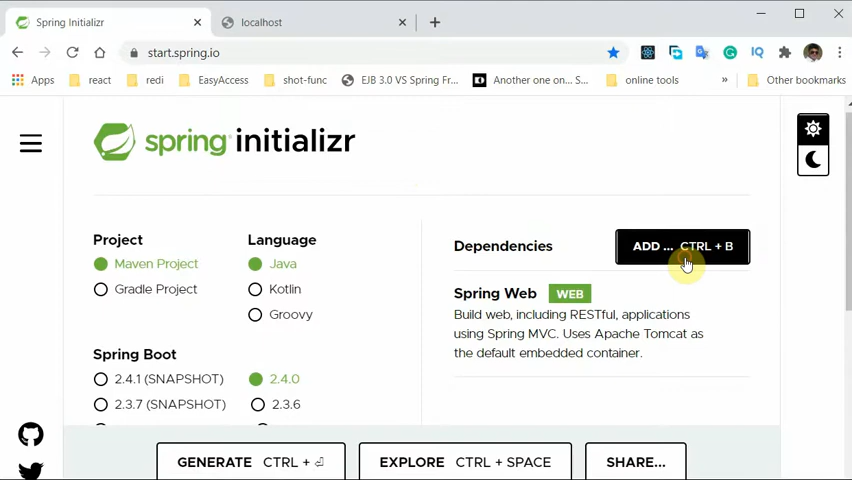 Spring Initializr
localhost
start.spring.io
IQ
Apps
react
redi
EasyAccess
shot-func
EJB 3.0 VS Spring Fr...
Another one on... S...
online tools
»
Other bookmarks
spring initializr
Project
Maven Project
Gradle Project
Language
Java
Kotlin
Groovy
Spring Boot
2.4.1 (SNAPSHOT)
2.4.0
2.3.7 (SNAPSHOT)
2.3.6
Dependencies
ADD ... CTRL + B
Spring Web WEB
Build web, including RESTful, applications
using Spring MVC. Uses Apache Tomcat as
the default embedded container.
GENERATE CTRL + ⏎
EXPLORE CTRL + SPACE
SHARE...